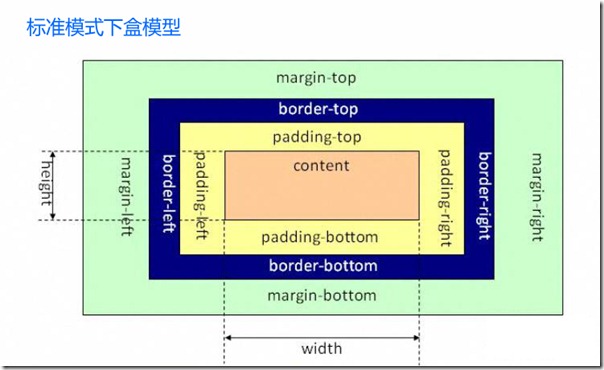 标准模式下盒模型
margin-top
border-top
padding-top
content
height
margin-left
border-left
padding-left
padding-right
border-right
margin-right
padding-bottom
border-bottom
margin-bottom
width